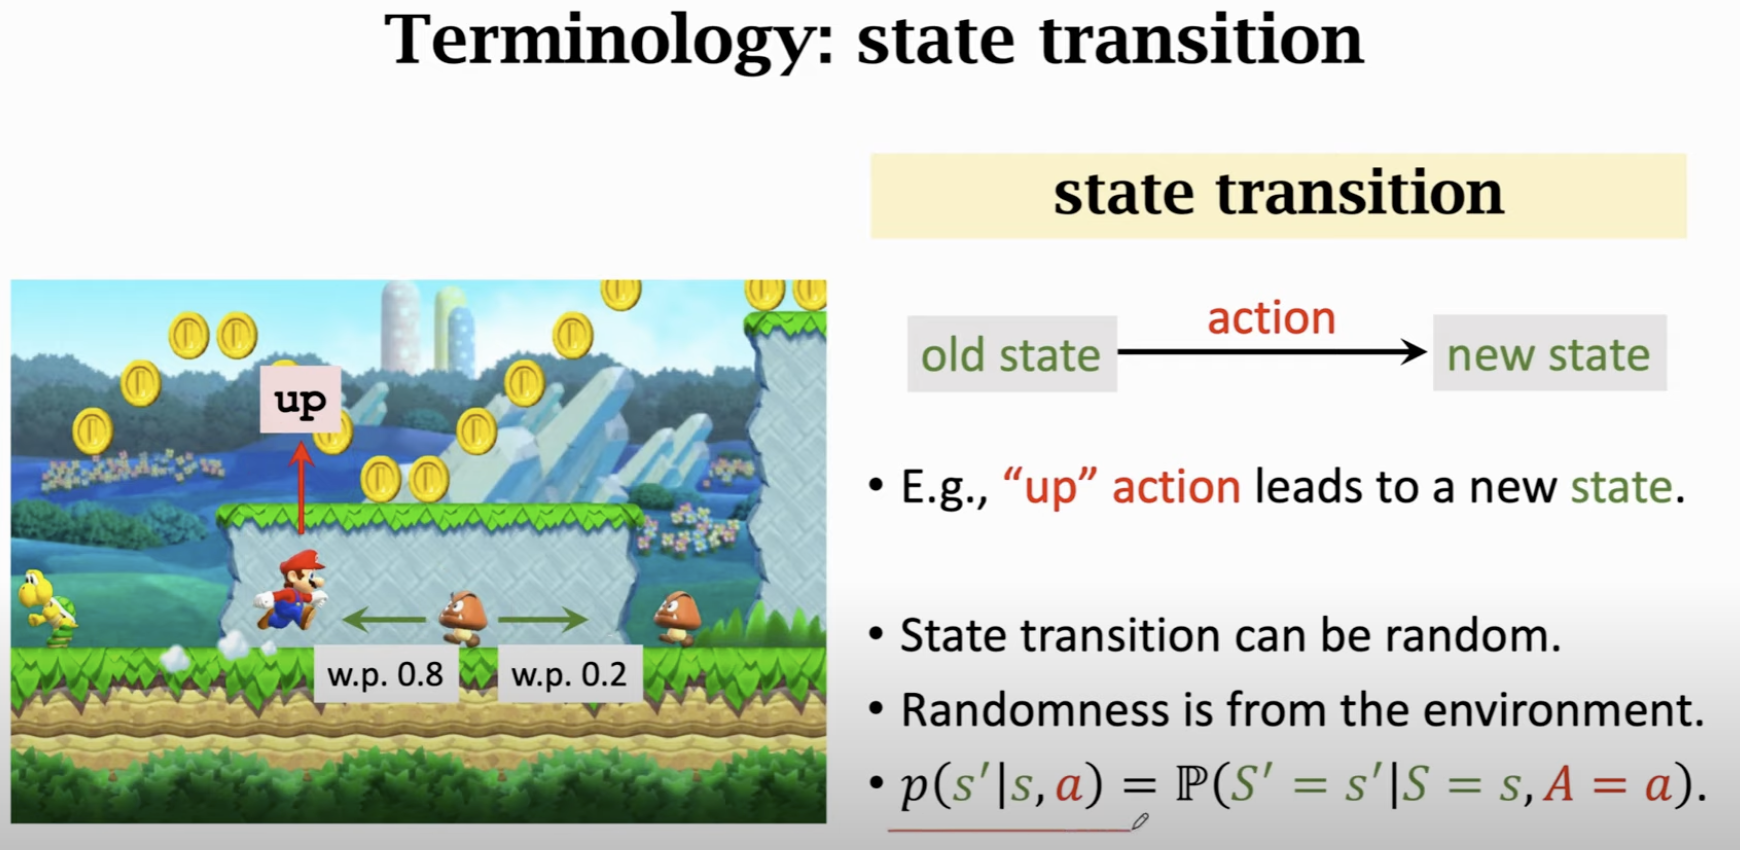 Terminology: state transition
state transition
old state
action
new state
up
w.p. 0.8
w.p. 0.2
• E.g., “up” action leads to a new state.
• State transition can be random.
• Randomness is from the environment.
• p(s′|s, a) = ℙ(S′ = s′|S = s, A = a).